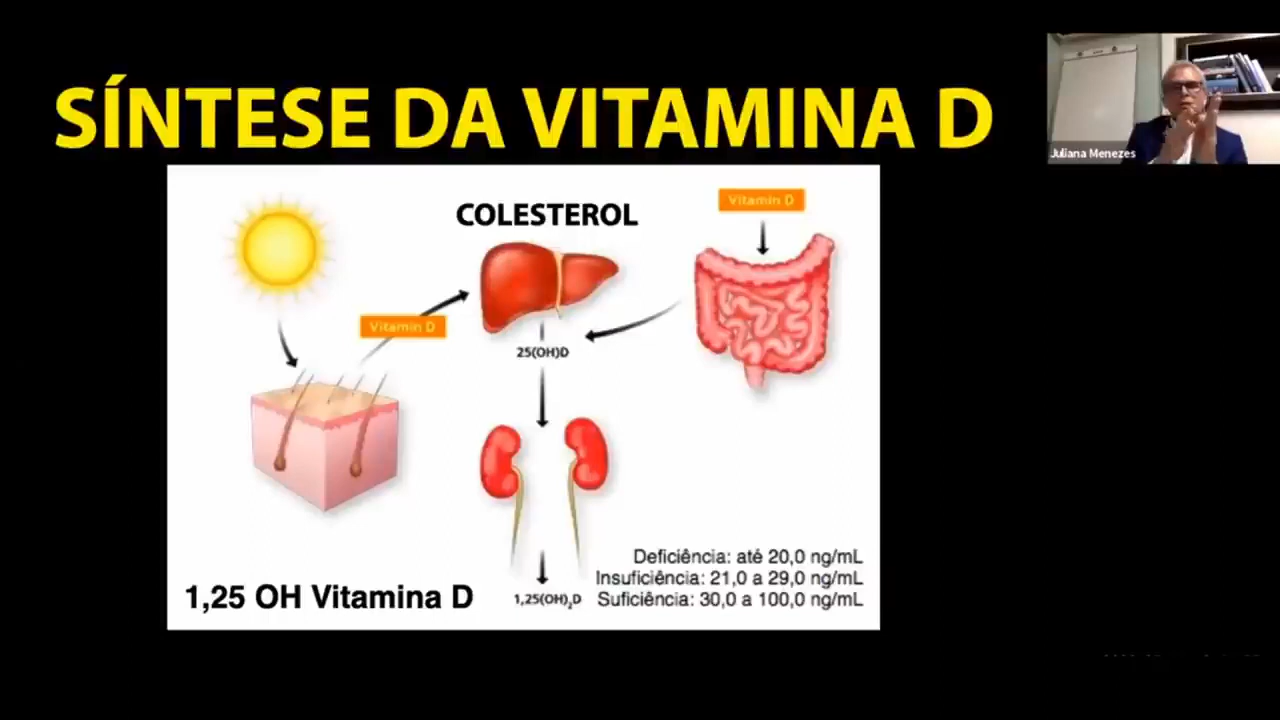 SÍNTESE DA VITAMINA D
Juliana Menezes
COLESTEROL
Vitamin D
Vitamin D
25(OH)D
Deficiência: até 20,0 ng/mL
Insuficiência: 21,0 a 29,0 ng/mL
Suficiência: 30,0 a 100,0 ng/mL
1,25 OH Vitamina D
1,25(OH)₂D